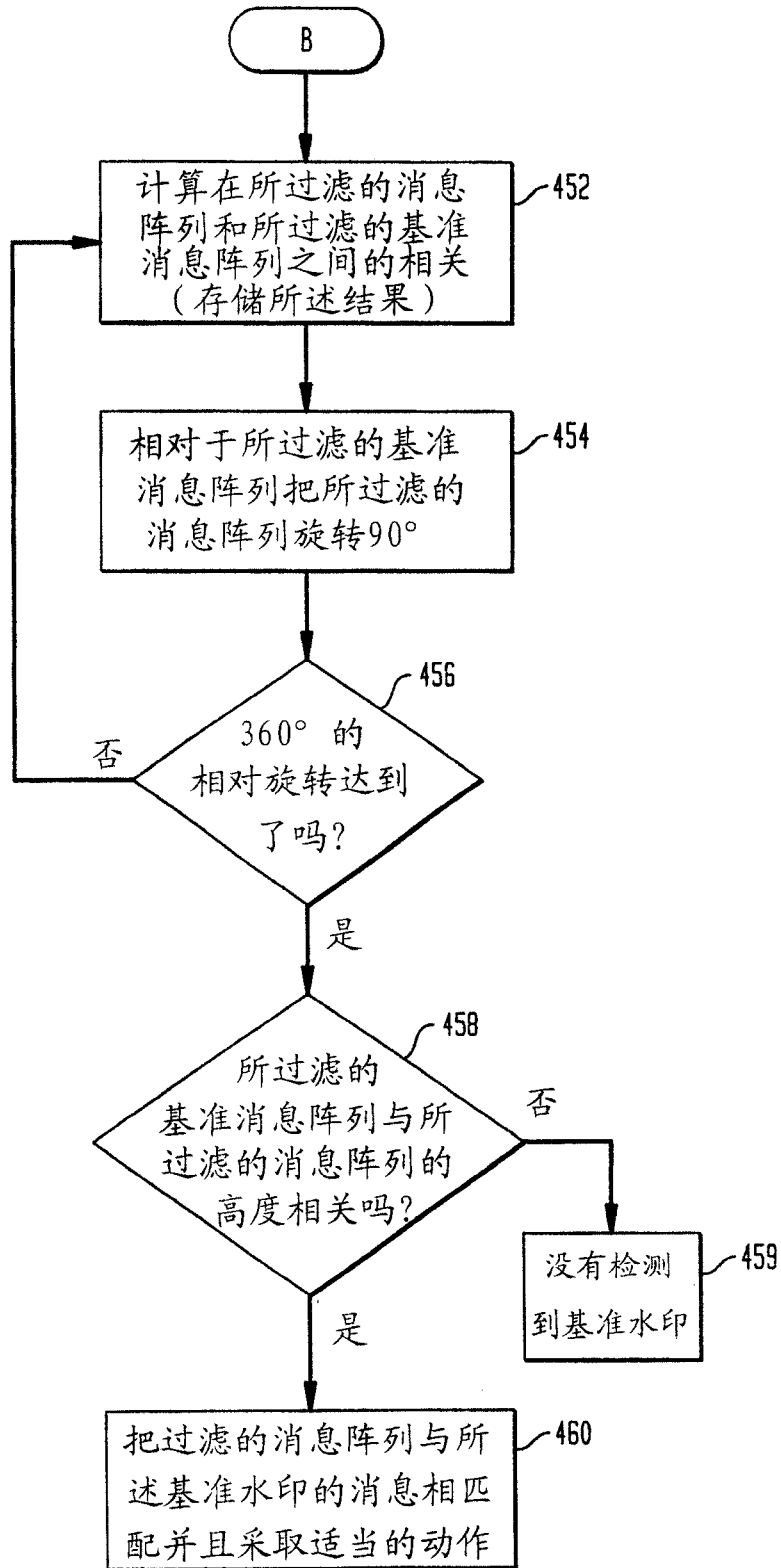 B
计算在所过滤的消息
阵列和所过滤的基准
消息阵列之间的相关
(存储所述结果)
452
相对于所过滤的基准
消息阵列把所过滤的
消息阵列旋转90°
454
360° 的
相对旋转达到
了吗?
456
否
是
所过滤的
基准消息阵列与所
过滤的消息阵列的
高度相关吗?
458
否
没有检测
到基准水印
459
是
把过滤的消息阵列与所
述基准水印的消息相匹
配并且采取适当的动作
460